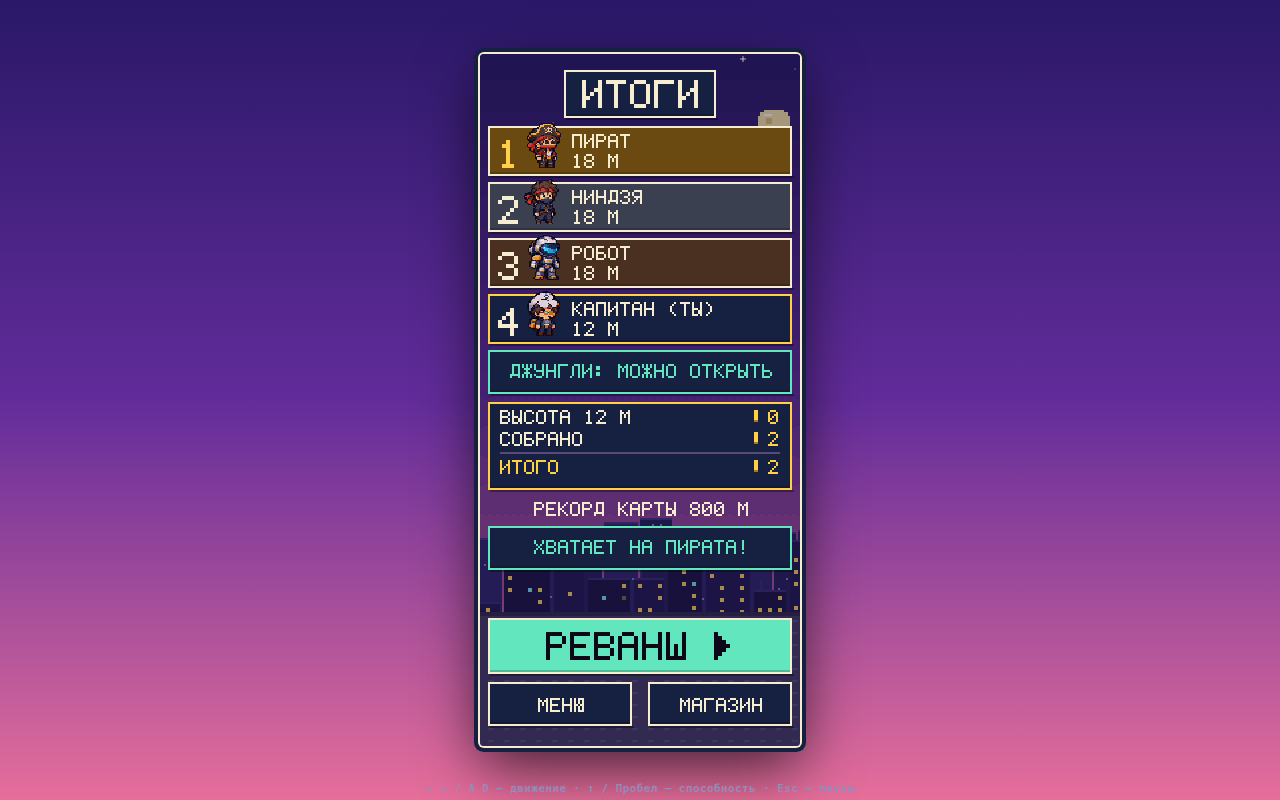 ИТОГИ
1 ПИРАТ
18 М
2 НИНДЗЯ
18 М
3 РОБОТ
18 М
4 КАПИТАН (ТЫ)
12 М
ДЖУНГЛИ: МОЖНО ОТКРЫТЬ
ВЫСОТА 12 М 0
СОБРАНО 2
ИТОГО 2
РЕКОРД КАРТЫ 800 М
ХВАТАЕТ НА ПИРАТА!
РЕВАНШ ▶
МЕНЮ МАГАЗИН
/ A D — движение · ↑ / Пробел — способность · Esc — пауза